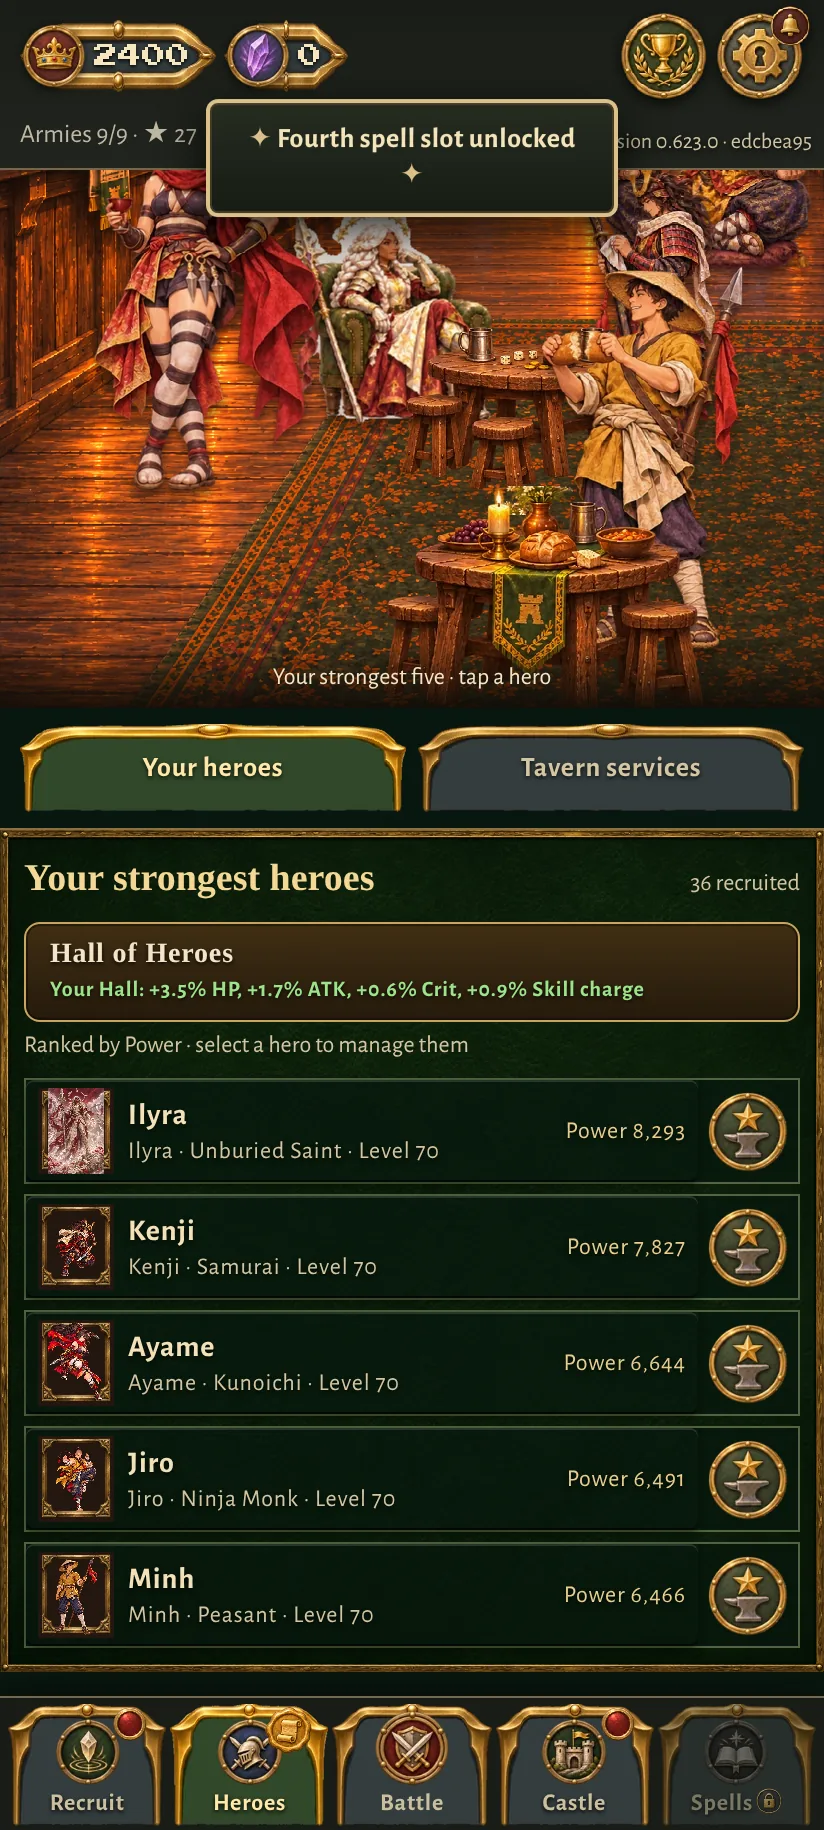 2400
0
Armies 9/9 · ★ 27
✦ Fourth spell slot unlocked ✦
sion 0.623.0 · edcbea95
Your strongest five · tap a hero
Your heroes
Tavern services
Your strongest heroes
36 recruited
Hall of Heroes
Your Hall: +3.5% HP, +1.7% ATK, +0.6% Crit, +0.9% Skill charge
Ranked by Power · select a hero to manage them
Ilyra
Ilyra · Unburied Saint · Level 70
Power 8,293
Kenji
Kenji · Samurai · Level 70
Power 7,827
Ayame
Ayame · Kunoichi · Level 70
Power 6,644
Jiro
Jiro · Ninja Monk · Level 70
Power 6,491
Minh
Minh · Peasant · Level 70
Power 6,466
Recruit
Heroes
Battle
Castle
Spells